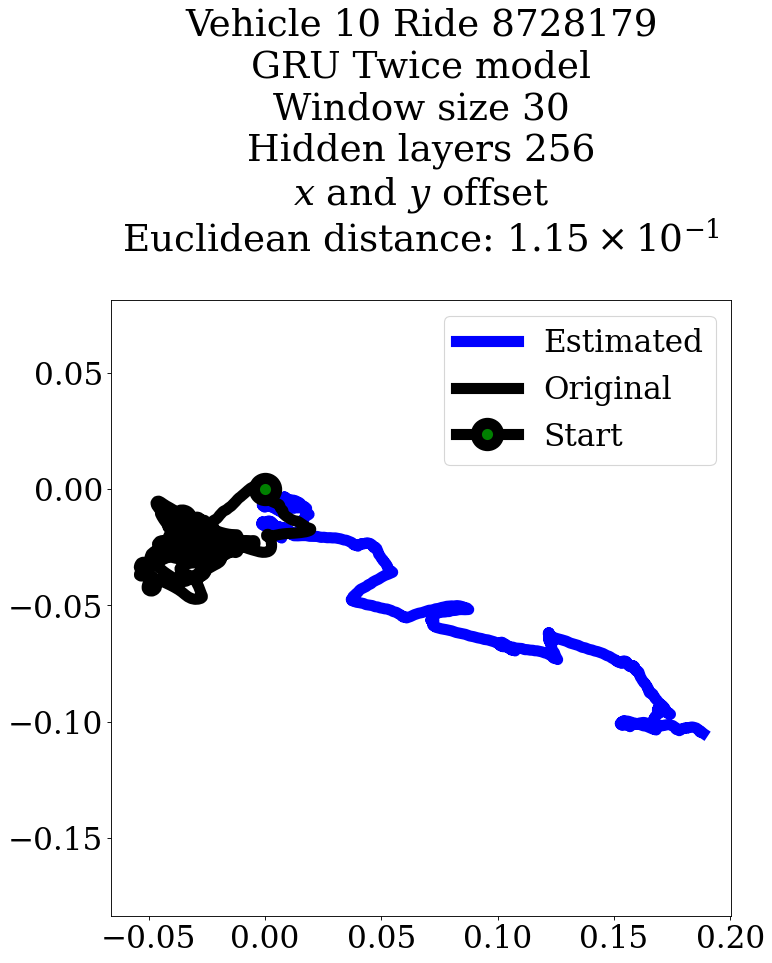 Vehicle 10 Ride 8728179
GRU Twice model
Window size 30
Hidden layers 256
x and y offset
Euclidean distance: 1.15 × 10⁻¹
Estimated
Original
Start
0.05
0.00
−0.05
−0.10
−0.15
−0.05 0.00 0.05 0.10 0.15 0.20